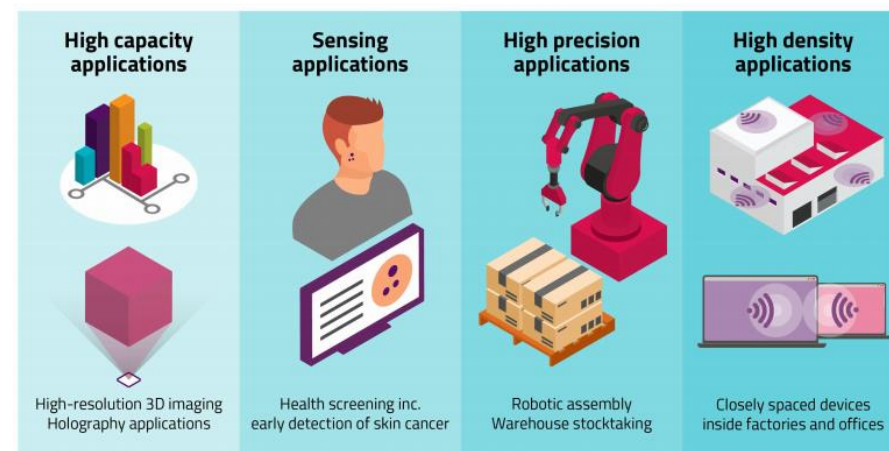 High capacity
applications
High-resolution 3D imaging
Holography applications
Sensing
applications
Health screening inc.
early detection of skin cancer
High precision
applications
Robotic assembly
Warehouse stocktaking
High density
applications
Closely spaced devices
inside factories and offices